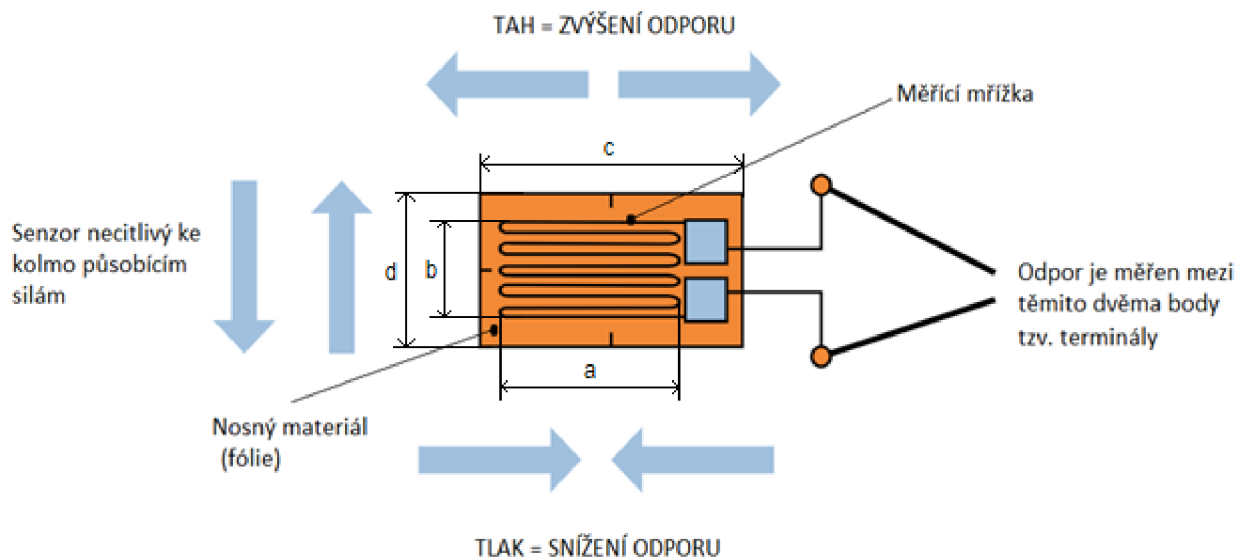 TAH = ZVÝŠENÍ ODPORU
Měřící mřížka
c
Senzor necitlivý ke
kolmo působícím
silám
d
b
Odpor je měřen mezi
těmito dvěma body
tzv. terminály
a
Nosný materiál
(fólie)
TLAK = SNÍŽENÍ ODPORU